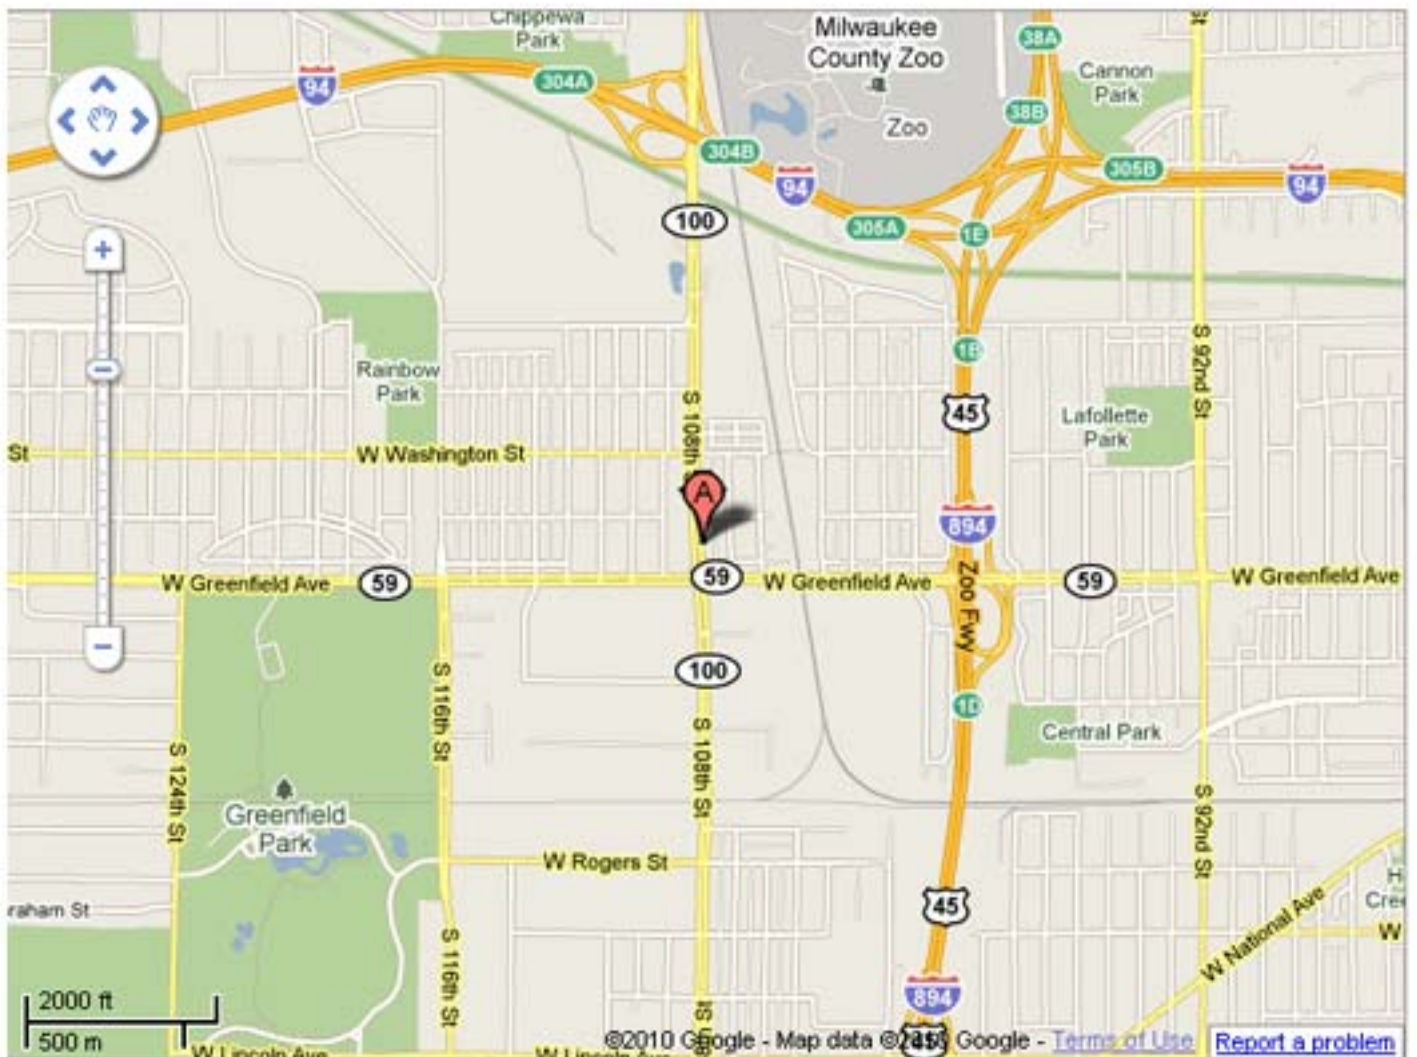 Chippewa
Park
Milwaukee
County Zoo
38A
Cannon
Park
94
304A
38B
Zoo
304B
94
305B
94
100
305A
1E
1B
S 92nd St
Rainbow
Park
S 108th
45
Lafollette
Park
St
W Washington St
A
894
W Greenfield Ave
59
59
W Greenfield Ave
59
W Greenfield Ave
Zoo Fwy
100
S 116th St
1D
Central Park
S 124th St
S 108th St
S 92nd St
Greenfield
Park
W Rogers St
raham St
45
W National Ave
W
S 116th St
2000 ft
500 m
894
W Lincoln Ave
W Lincoln Ave
45
©2010 Google - Map data ©2010 Google - Terms of Use
Report a problem